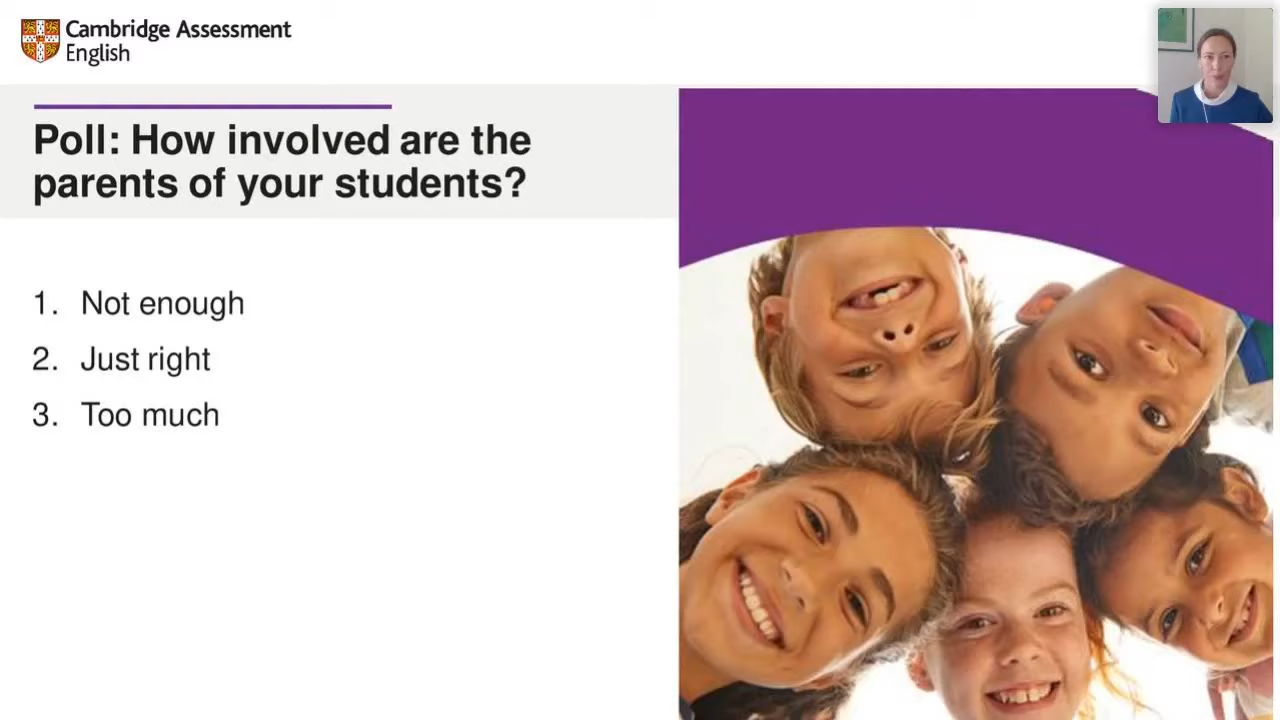 Cambridge Assessment
English
Poll: How involved are the
parents of your students?
1. Not enough
2. Just right
3. Too much